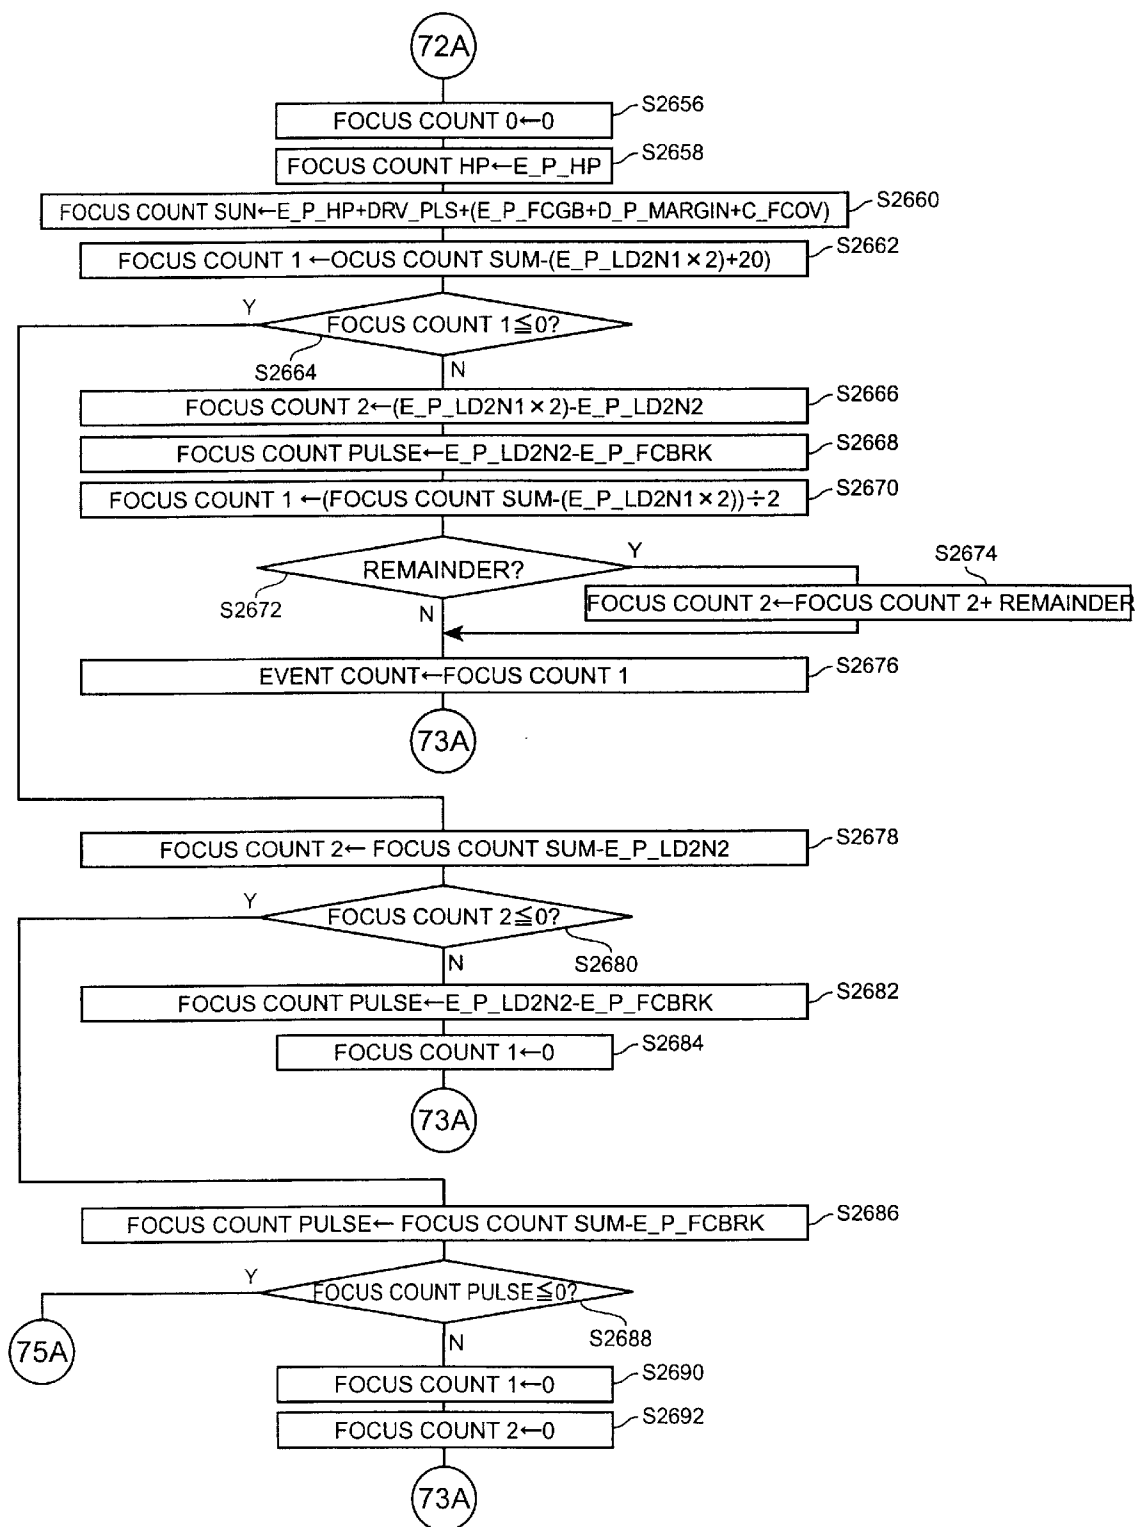 72A
FOCUS COUNT 0←0
S2656
FOCUS COUNT HP←E_P_HP
S2658
FOCUS COUNT SUN←E_P_HP+DRV_PLS+(E_P_FCGB+D_P_MARGIN+C_FCOV)
S2660
FOCUS COUNT 1←OCUS COUNT SUM-(E_P_LD2N1×2)+20)
S2662
Y
FOCUS COUNT 1≦0?
S2664
N
FOCUS COUNT 2←(E_P_LD2N1×2)-E_P_LD2N2
S2666
FOCUS COUNT PULSE←E_P_LD2N2-E_P_FCBRK
S2668
FOCUS COUNT 1←(FOCUS COUNT SUM-(E_P_LD2N1×2))÷2
S2670
REMAINDER?
Y
S2672
N
S2674
FOCUS COUNT 2←FOCUS COUNT 2+ REMAINDER
EVENT COUNT←FOCUS COUNT 1
S2676
73A
FOCUS COUNT 2← FOCUS COUNT SUM-E_P_LD2N2
S2678
Y
FOCUS COUNT 2≦0?
S2680
N
FOCUS COUNT PULSE←E_P_LD2N2-E_P_FCBRK
S2682
FOCUS COUNT 1←0
S2684
73A
FOCUS COUNT PULSE← FOCUS COUNT SUM-E_P_FCBRK
S2686
Y
FOCUS COUNT PULSE≦0?
S2688
75A
N
FOCUS COUNT 1←0
S2690
FOCUS COUNT 2←0
S2692
73A